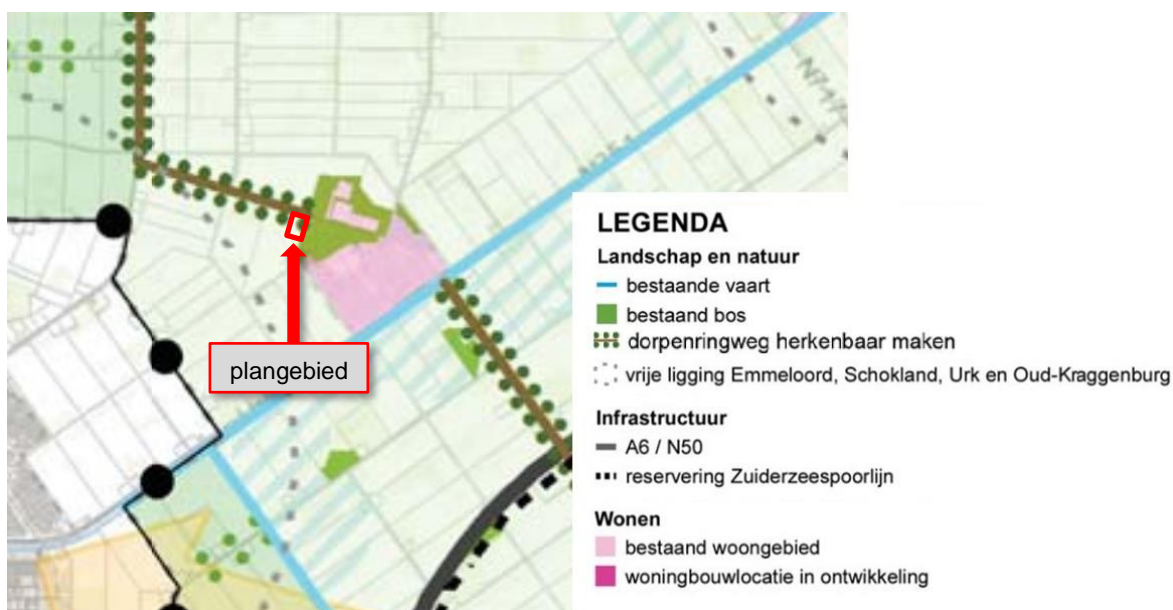 plangebied
LEGENDA
Landschap en natuur
bestaande vaart
bestaand bos
dorpenringweg herkenbaar maken
vrije ligging Emmeloord, Schokland, Urk en Oud-Kraggenburg
Infrastructuur
A6 / N50
reservering Zuiderzeespoorlijn
Wonen
bestaand woongebied
woningbouwlocatie in ontwikkeling